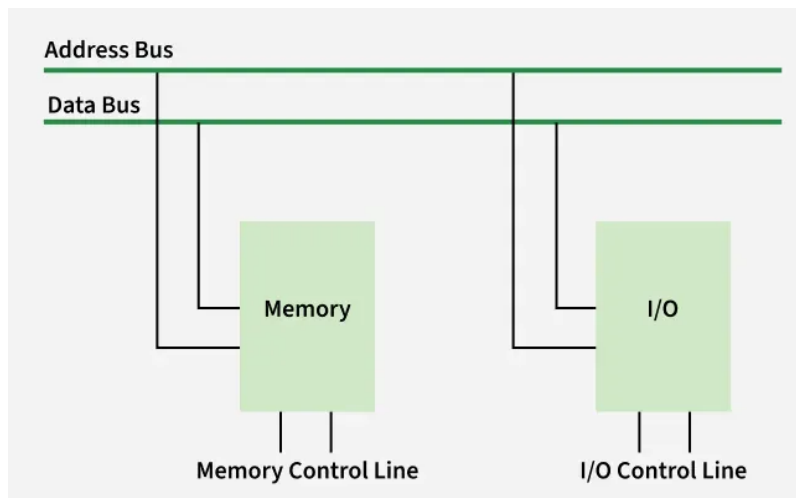 Address Bus
Data Bus
Memory
I/O
Memory Control Line
I/O Control Line